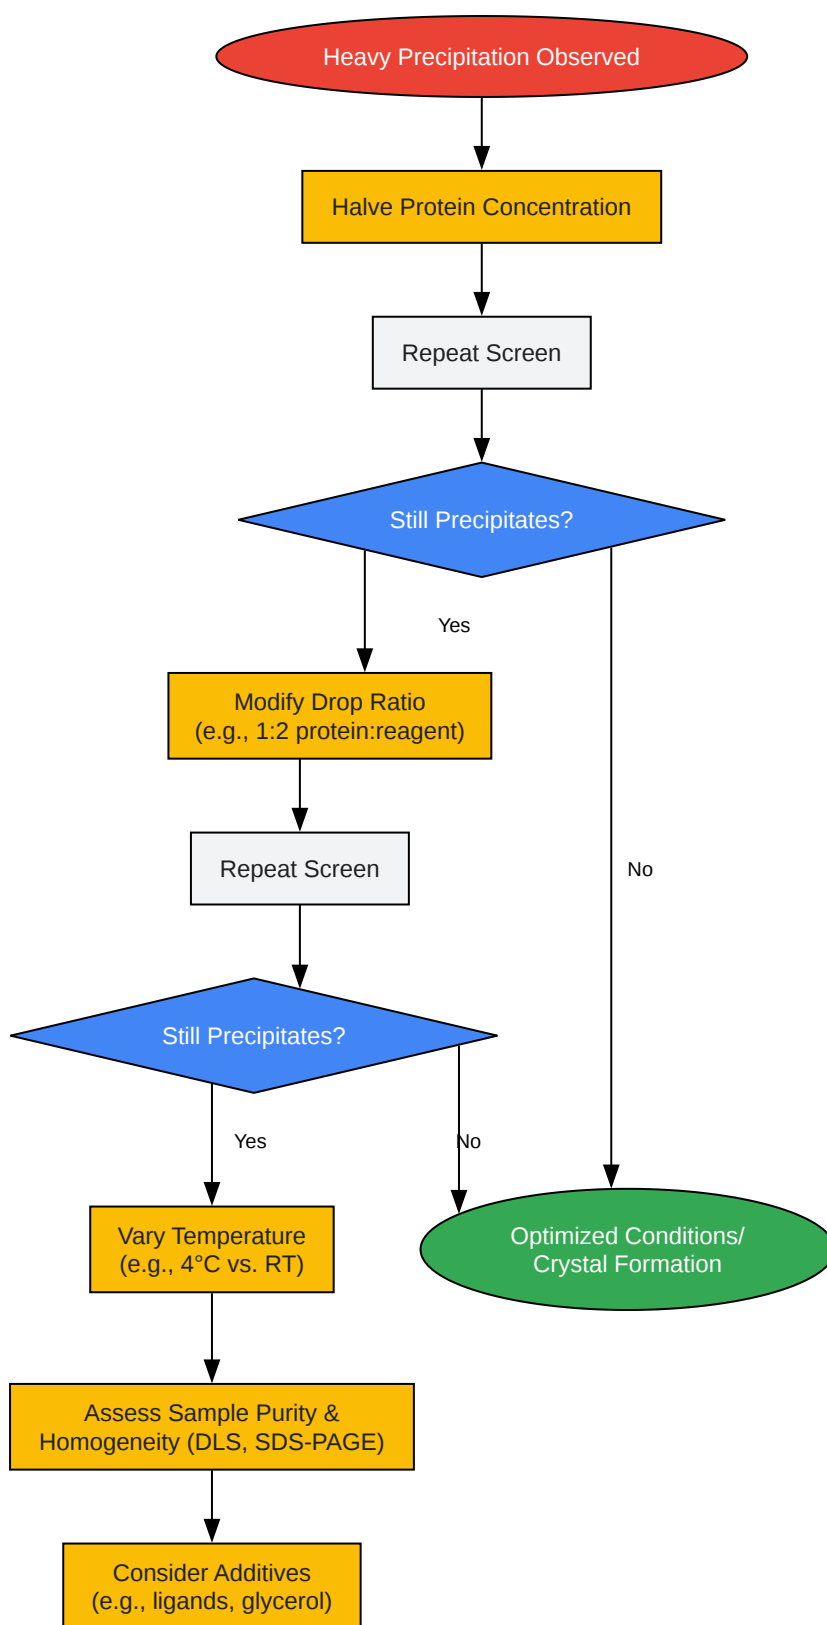 Heavy Precipitation Observed
Halve Protein Concentration
Repeat Screen
Still Precipitates?
Yes
Modify Drop Ratio
(e.g., 1:2 protein:reagent)
Repeat Screen
No
Still Precipitates?
Yes
No
Vary Temperature
(e.g., 4°C vs. RT)
Optimized Conditions/
Crystal Formation
Assess Sample Purity &
Homogeneity (DLS, SDS-PAGE)
Consider Additives
(e.g., ligands, glycerol)